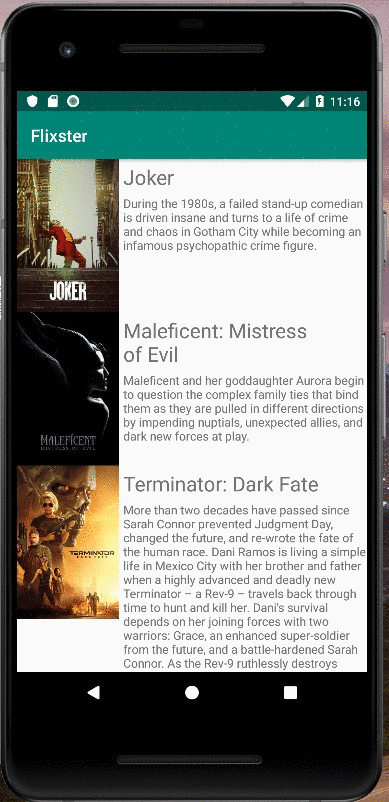 11:16
Flixster
Joker
During the 1980s, a failed stand-up comedian
is driven insane and turns to a life of crime
and chaos in Gotham City while becoming an
infamous psychopathic crime figure.
JOKER
Maleficent: Mistress
of Evil
Maleficent and her goddaughter Aurora begin
to question the complex family ties that bind
them as they are pulled in different directions
by impending nuptials, unexpected allies, and
dark new forces at play.
MALEFICENT
MISTRESS OF EVIL
Terminator: Dark Fate
More than two decades have passed since
Sarah Connor prevented Judgment Day,
changed the future, and re-wrote the fate of
the human race. Dani Ramos is living a simple
life in Mexico City with her brother and father
when a highly advanced and deadly new
Terminator – a Rev-9 – travels back through
time to hunt and kill her. Dani's survival
depends on her joining forces with two
warriors: Grace, an enhanced super-soldier
from the future, and a battle-hardened Sarah
Connor. As the Rev-9 ruthlessly destroys
TERMINATOR
DARK FATE